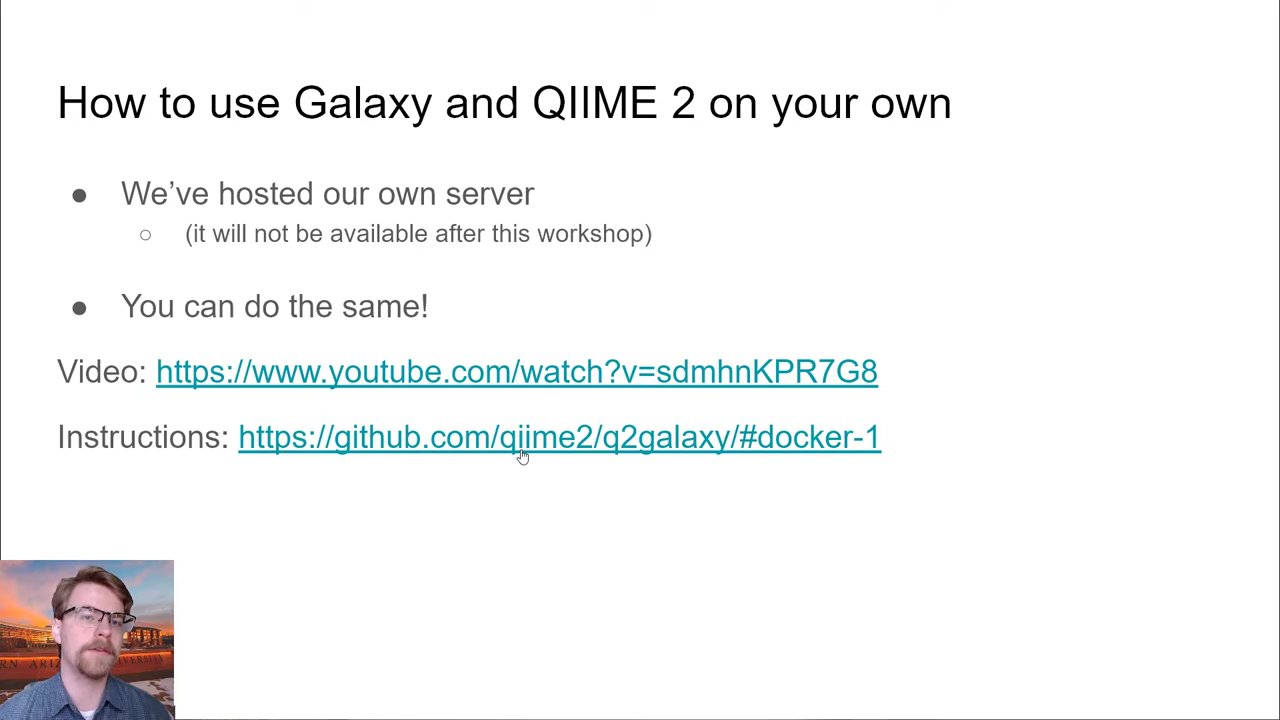 How to use Galaxy and QIIME 2 on your own
● We’ve hosted our own server
○ (it will not be available after this workshop)
● You can do the same!
Video: https://www.youtube.com/watch?v=sdmhnKPR7G8
Instructions: https://github.com/qiime2/q2galaxy/#docker-1